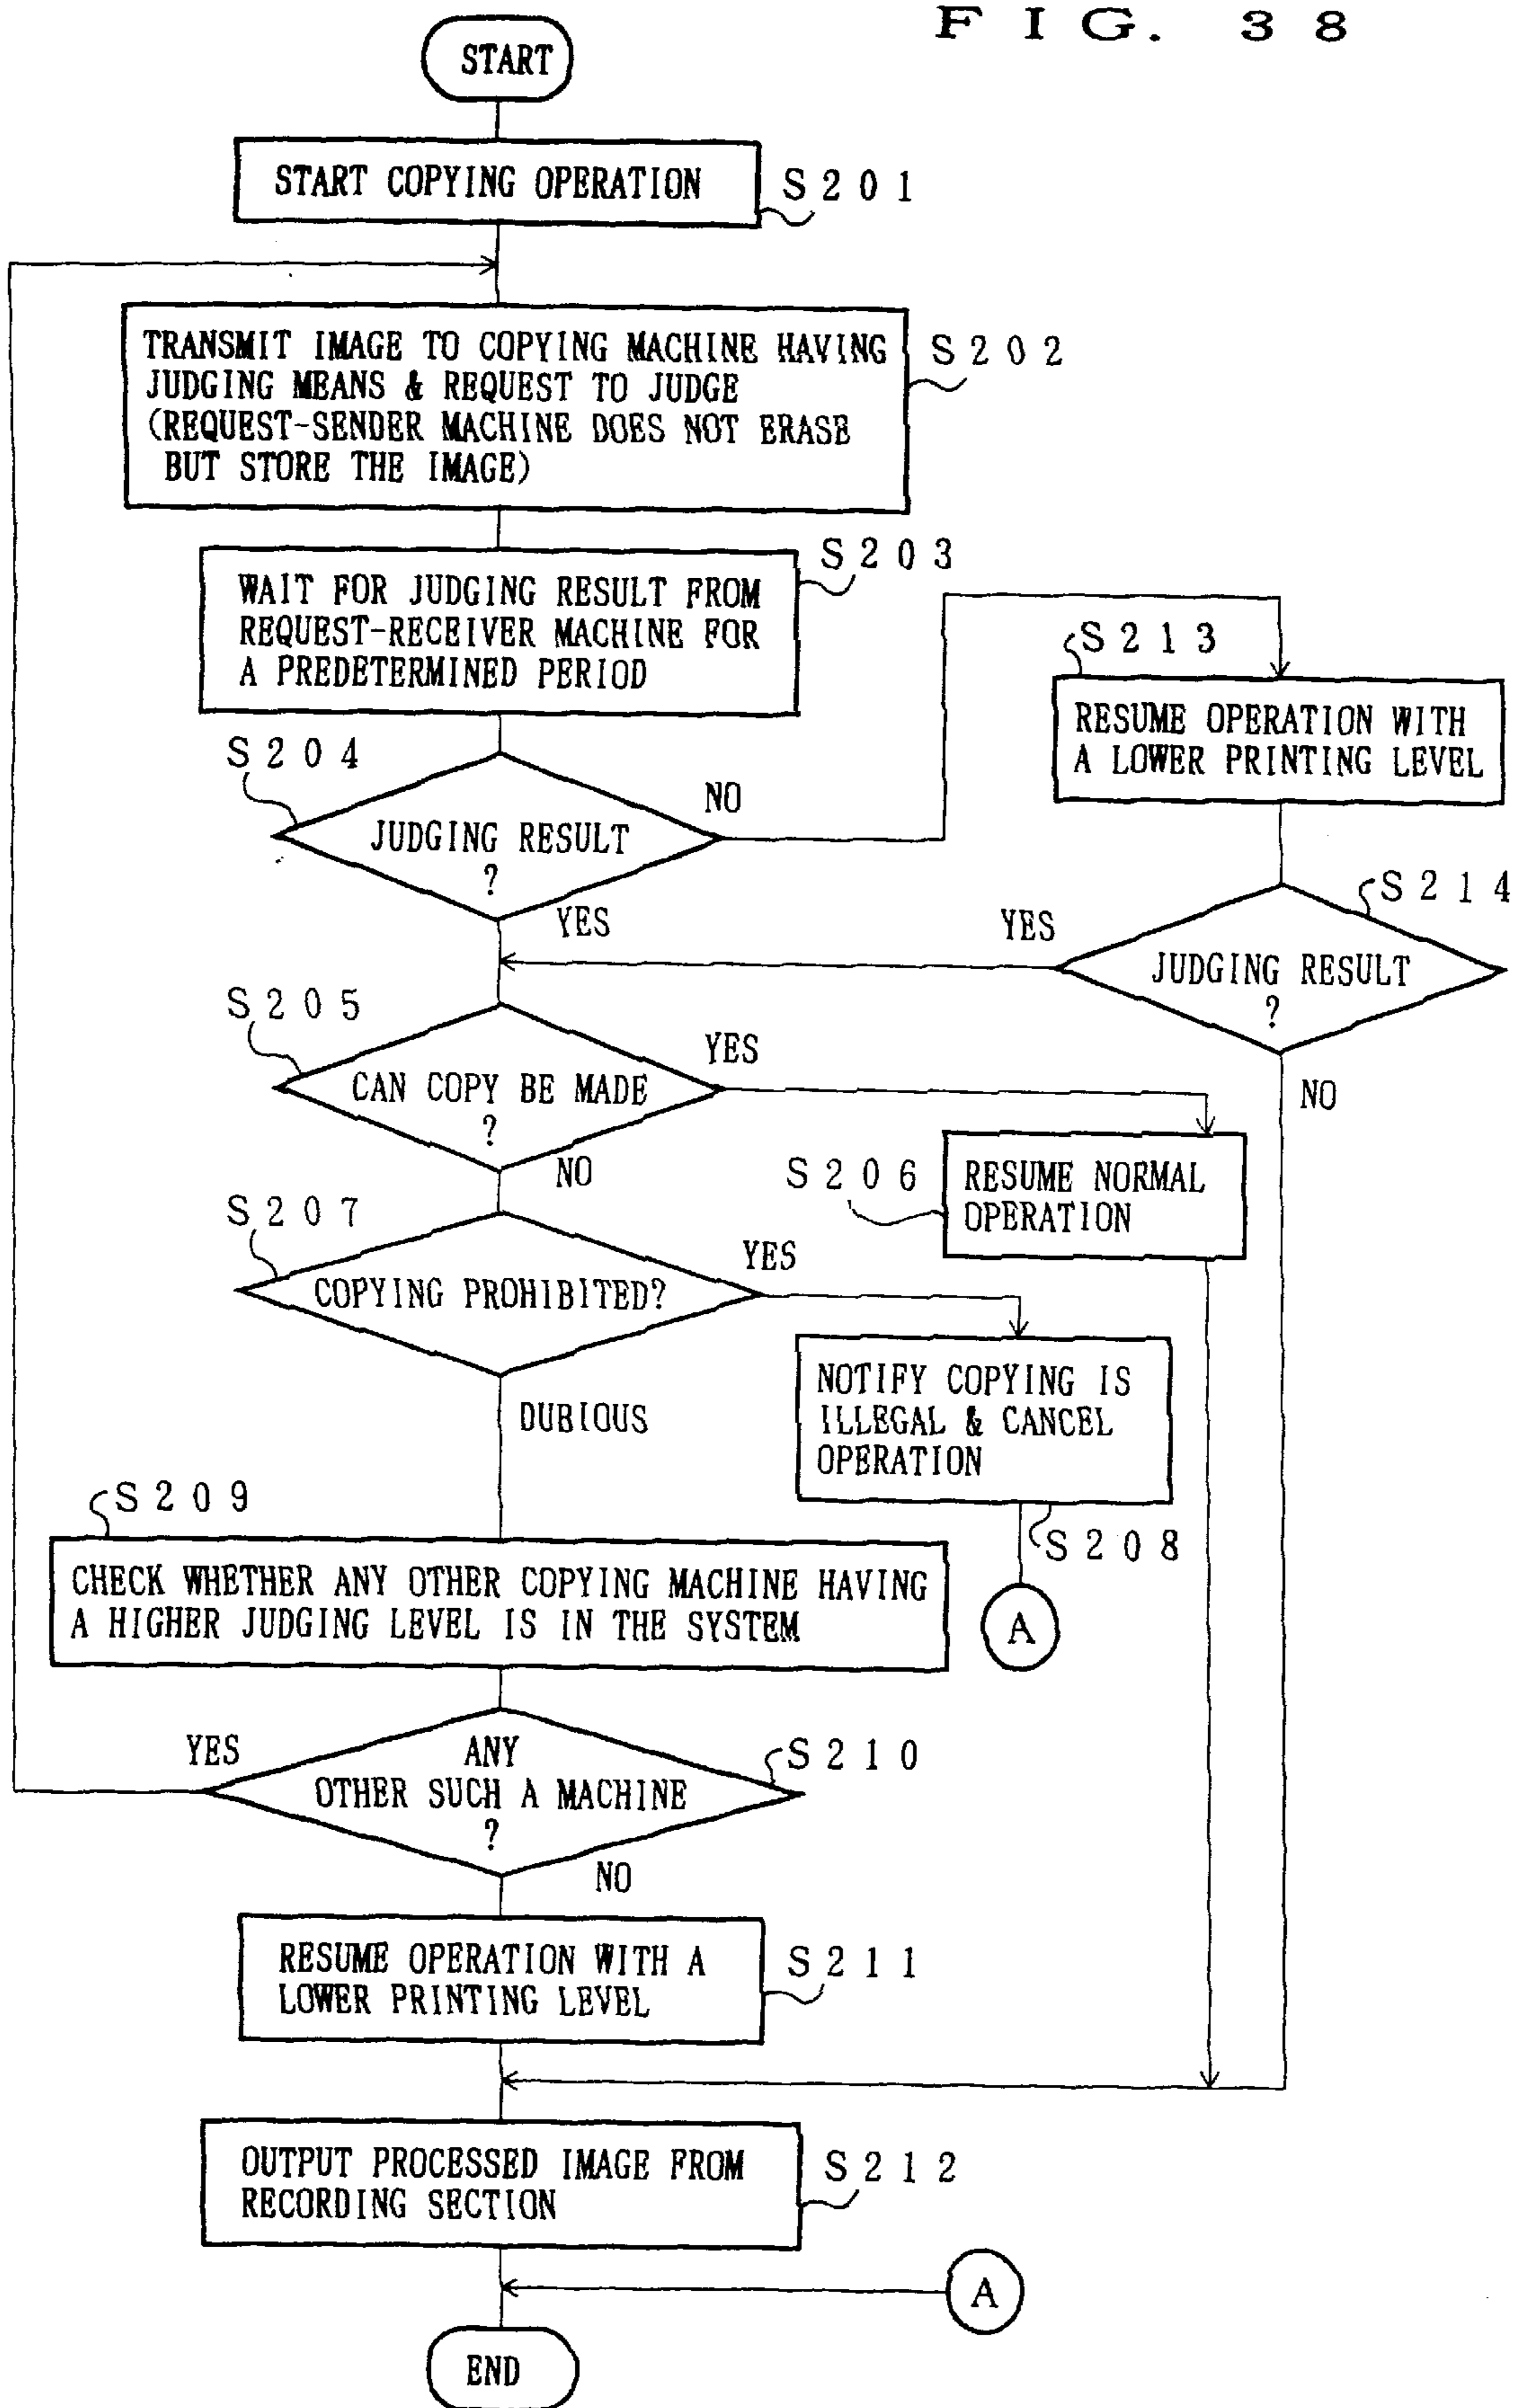 FIG. 38
START
START COPYING OPERATION
S201
TRANSMIT IMAGE TO COPYING MACHINE HAVING
JUDGING MEANS & REQUEST TO JUDGE
(REQUEST-SENDER MACHINE DOES NOT ERASE
BUT STORE THE IMAGE)
S202
WAIT FOR JUDGING RESULT FROM
REQUEST-RECEIVER MACHINE FOR
A PREDETERMINED PERIOD
S203
S213
RESUME OPERATION WITH
A LOWER PRINTING LEVEL
S204
JUDGING RESULT
?
NO
YES
S214
JUDGING RESULT
?
YES
NO
S205
CAN COPY BE MADE
?
YES
NO
S206
RESUME NORMAL
OPERATION
S207
COPYING PROHIBITED?
YES
DUBIOUS
NOTIFY COPYING IS
ILLEGAL & CANCEL
OPERATION
S208
A
S209
CHECK WHETHER ANY OTHER COPYING MACHINE HAVING
A HIGHER JUDGING LEVEL IS IN THE SYSTEM
YES
ANY
OTHER SUCH A MACHINE
?
S210
NO
RESUME OPERATION WITH A
LOWER PRINTING LEVEL
S211
OUTPUT PROCESSED IMAGE FROM
RECORDING SECTION
S212
A
END